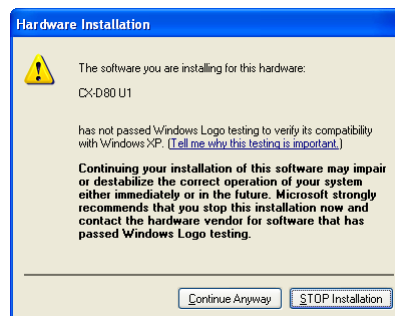 Hardware Installation
The software you are installing for this hardware:
CX-D80 U1
has not passed Windows Logo testing to verify its compatibility
with Windows XP. (Tell me why this testing is important.)
Continuing your installation of this software may impair
or destabilize the correct operation of your system
either immediately or in the future. Microsoft strongly
recommends that you stop this installation now and
contact the hardware vendor for software that has
passed Windows Logo testing.
Continue Anyway STOP Installation